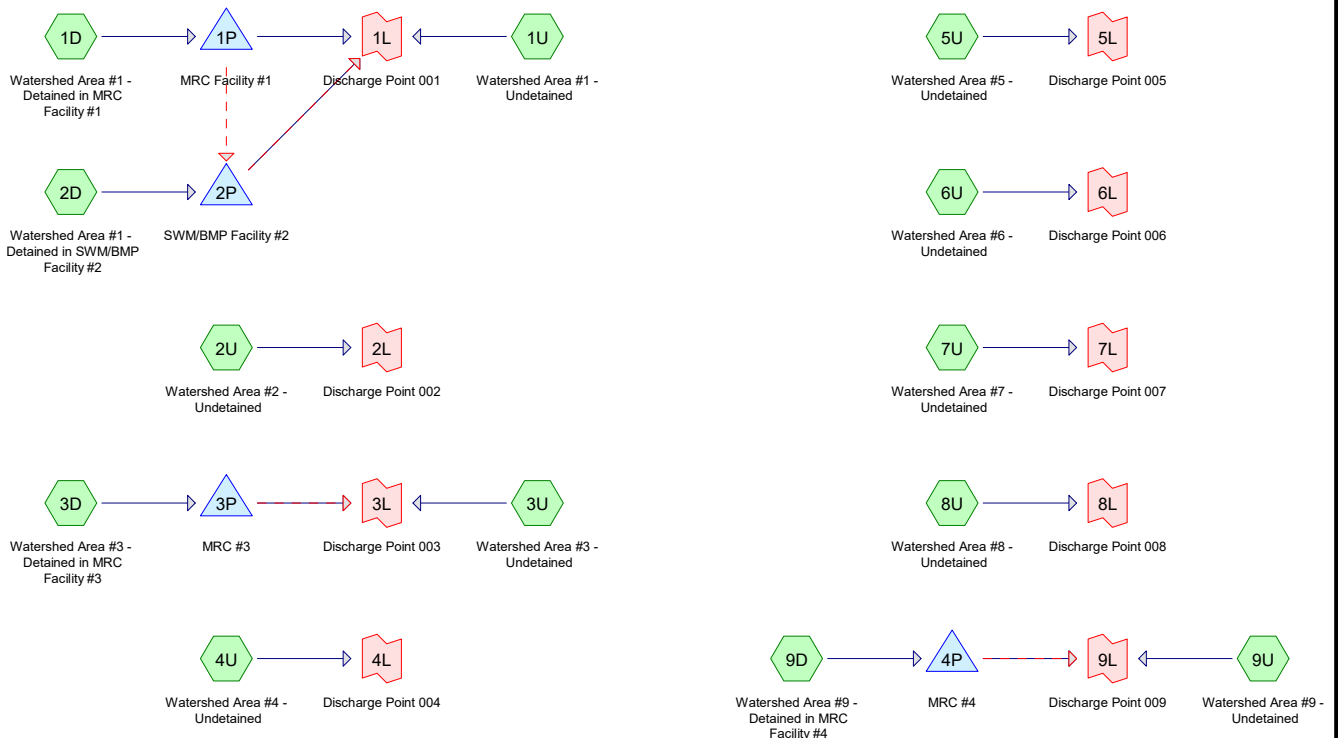 1D
1P
1L
1U
5U
5L
Watershed Area #1 -
Detained in MRC
Facility #1
MRC Facility #1
Discharge Point 001
Watershed Area #1 -
Undetained
Watershed Area #5 -
Undetained
Discharge Point 005
2D
2P
6U
6L
Watershed Area #1 -
Detained in SWM/BMP
Facility #2
SWM/BMP Facility #2
Watershed Area #6 -
Undetained
Discharge Point 006
2U
2L
7U
7L
Watershed Area #2 -
Undetained
Discharge Point 002
Watershed Area #7 -
Undetained
Discharge Point 007
3D
3P
3L
3U
8U
8L
Watershed Area #3 -
Detained in MRC
Facility #3
MRC #3
Discharge Point 003
Watershed Area #3 -
Undetained
Watershed Area #8 -
Undetained
Discharge Point 008
4U
4L
9D
4P
9L
9U
Watershed Area #4 -
Undetained
Discharge Point 004
Watershed Area #9 -
Detained in MRC
Facility #4
MRC #4
Discharge Point 009
Watershed Area #9 -
Undetained